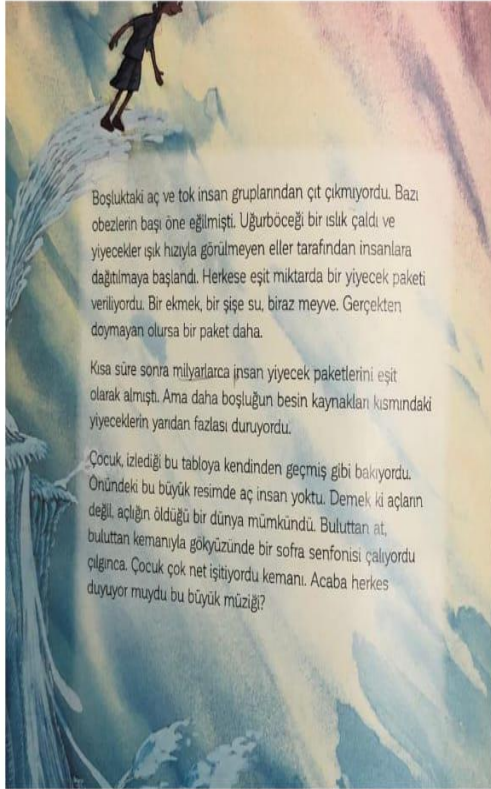 Boşluktaki aç ve tok insan gruplarından çıt çıkmıyordu. Bazı
obezlerin başı öne eğilmişti. Uğurböceği bir ıslık çaldı ve
yiyecekler ışık hızıyla görülmeyen eller tarafından insanlara
dağıtılmaya başlandı. Herkese eşit miktarda bir yiyecek paketi
veriliyordu. Bir ekmek, bir şişe su, biraz meyve. Gerçekten
doymayan olursa bir paket daha.
Kısa süre sonra milyarlarca insan yiyecek paketlerini eşit
olarak almıştı. Ama daha boşluğun besin kaynakları kısmındaki
yiyeceklerin yarıdan fazlası duruyordu.
Çocuk, izlediği bu tabloya kendinden geçmiş gibi bakıyordu.
Önündeki bu büyük resimde aç insan yoktu. Demek ki açların
değil, açlığın öldüğü bir dünya mümkündü. Buluttan at,
buluttan kemanıyla gökyüzünde bir sofra senfonisi çalıyordu
çılgınca. Çocuk çok net işitiyordu kemanı. Acaba herkes
duyuyor muydu bu büyük müziği?